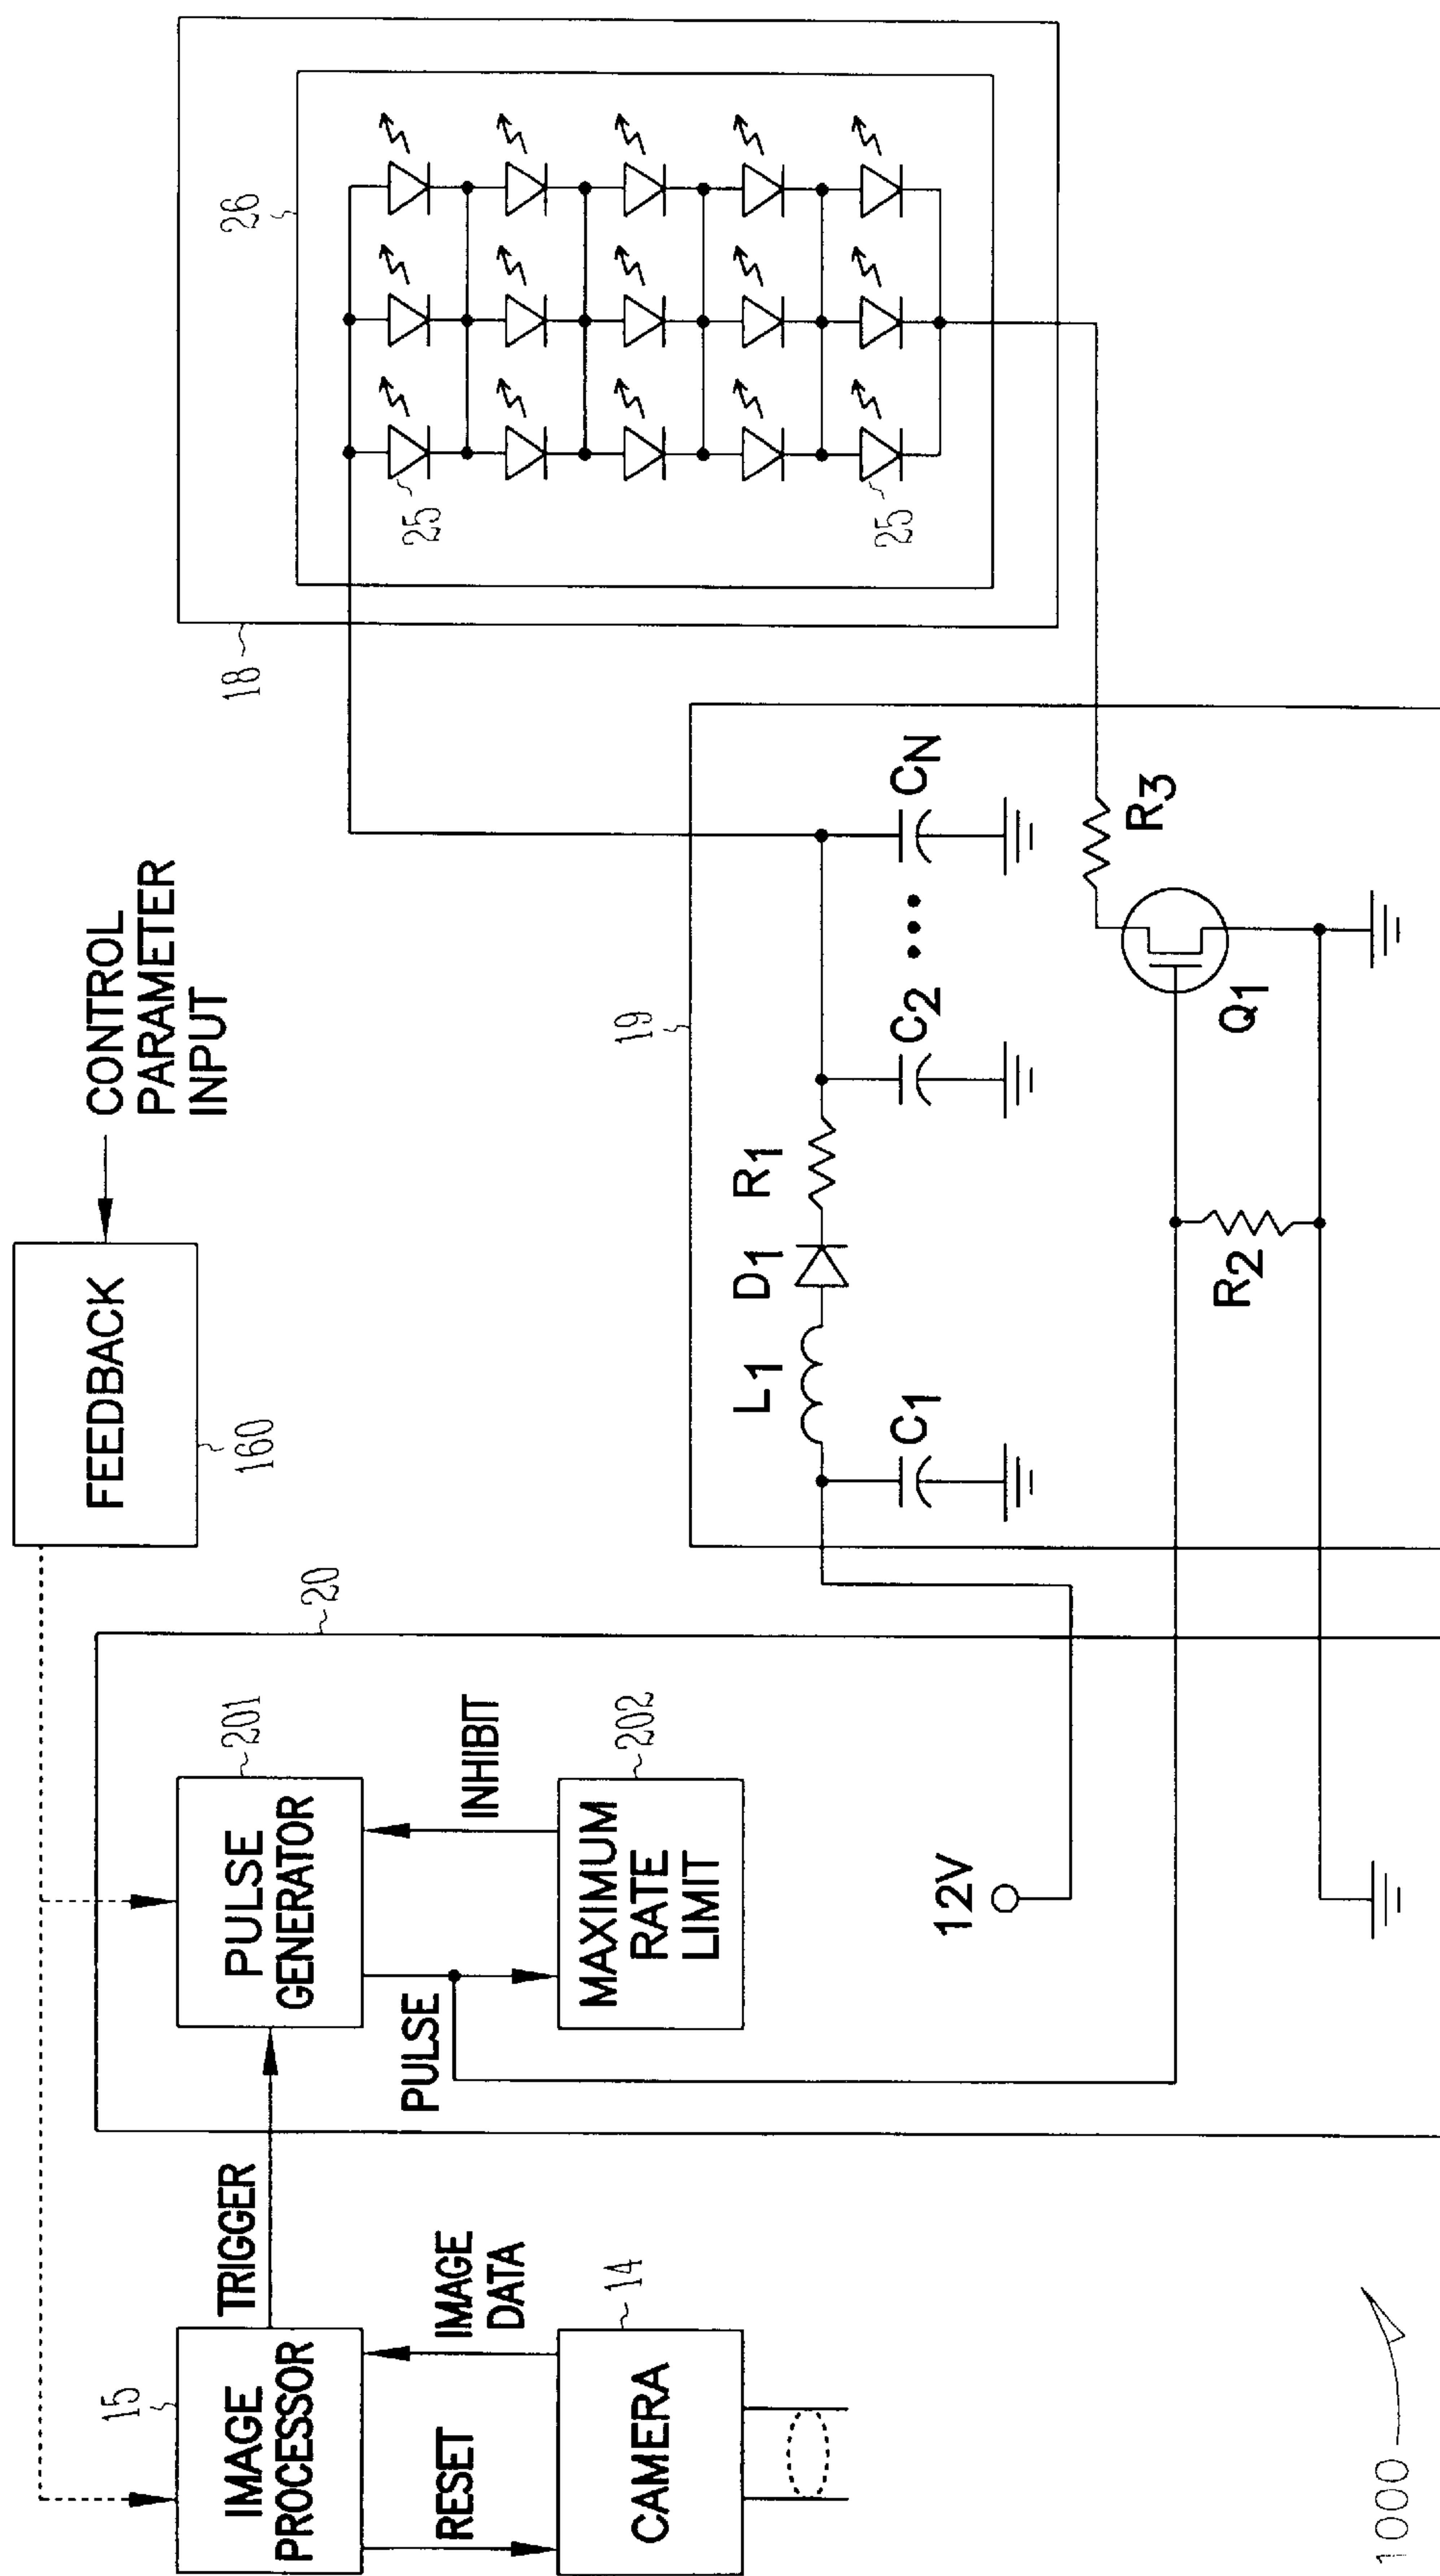 CONTROL
PARAMETER
INPUT
FEEDBACK
160
15
IMAGE
PROCESSOR
TRIGGER
RESET
IMAGE
DATA
14
CAMERA
20
201
PULSE
GENERATOR
PULSE
INHIBIT
202
MAXIMUM
RATE
LIMIT
12V
19
L1
D1
R1
C1
C2
CN
R2
Q1
R3
18
26
25
25
1000